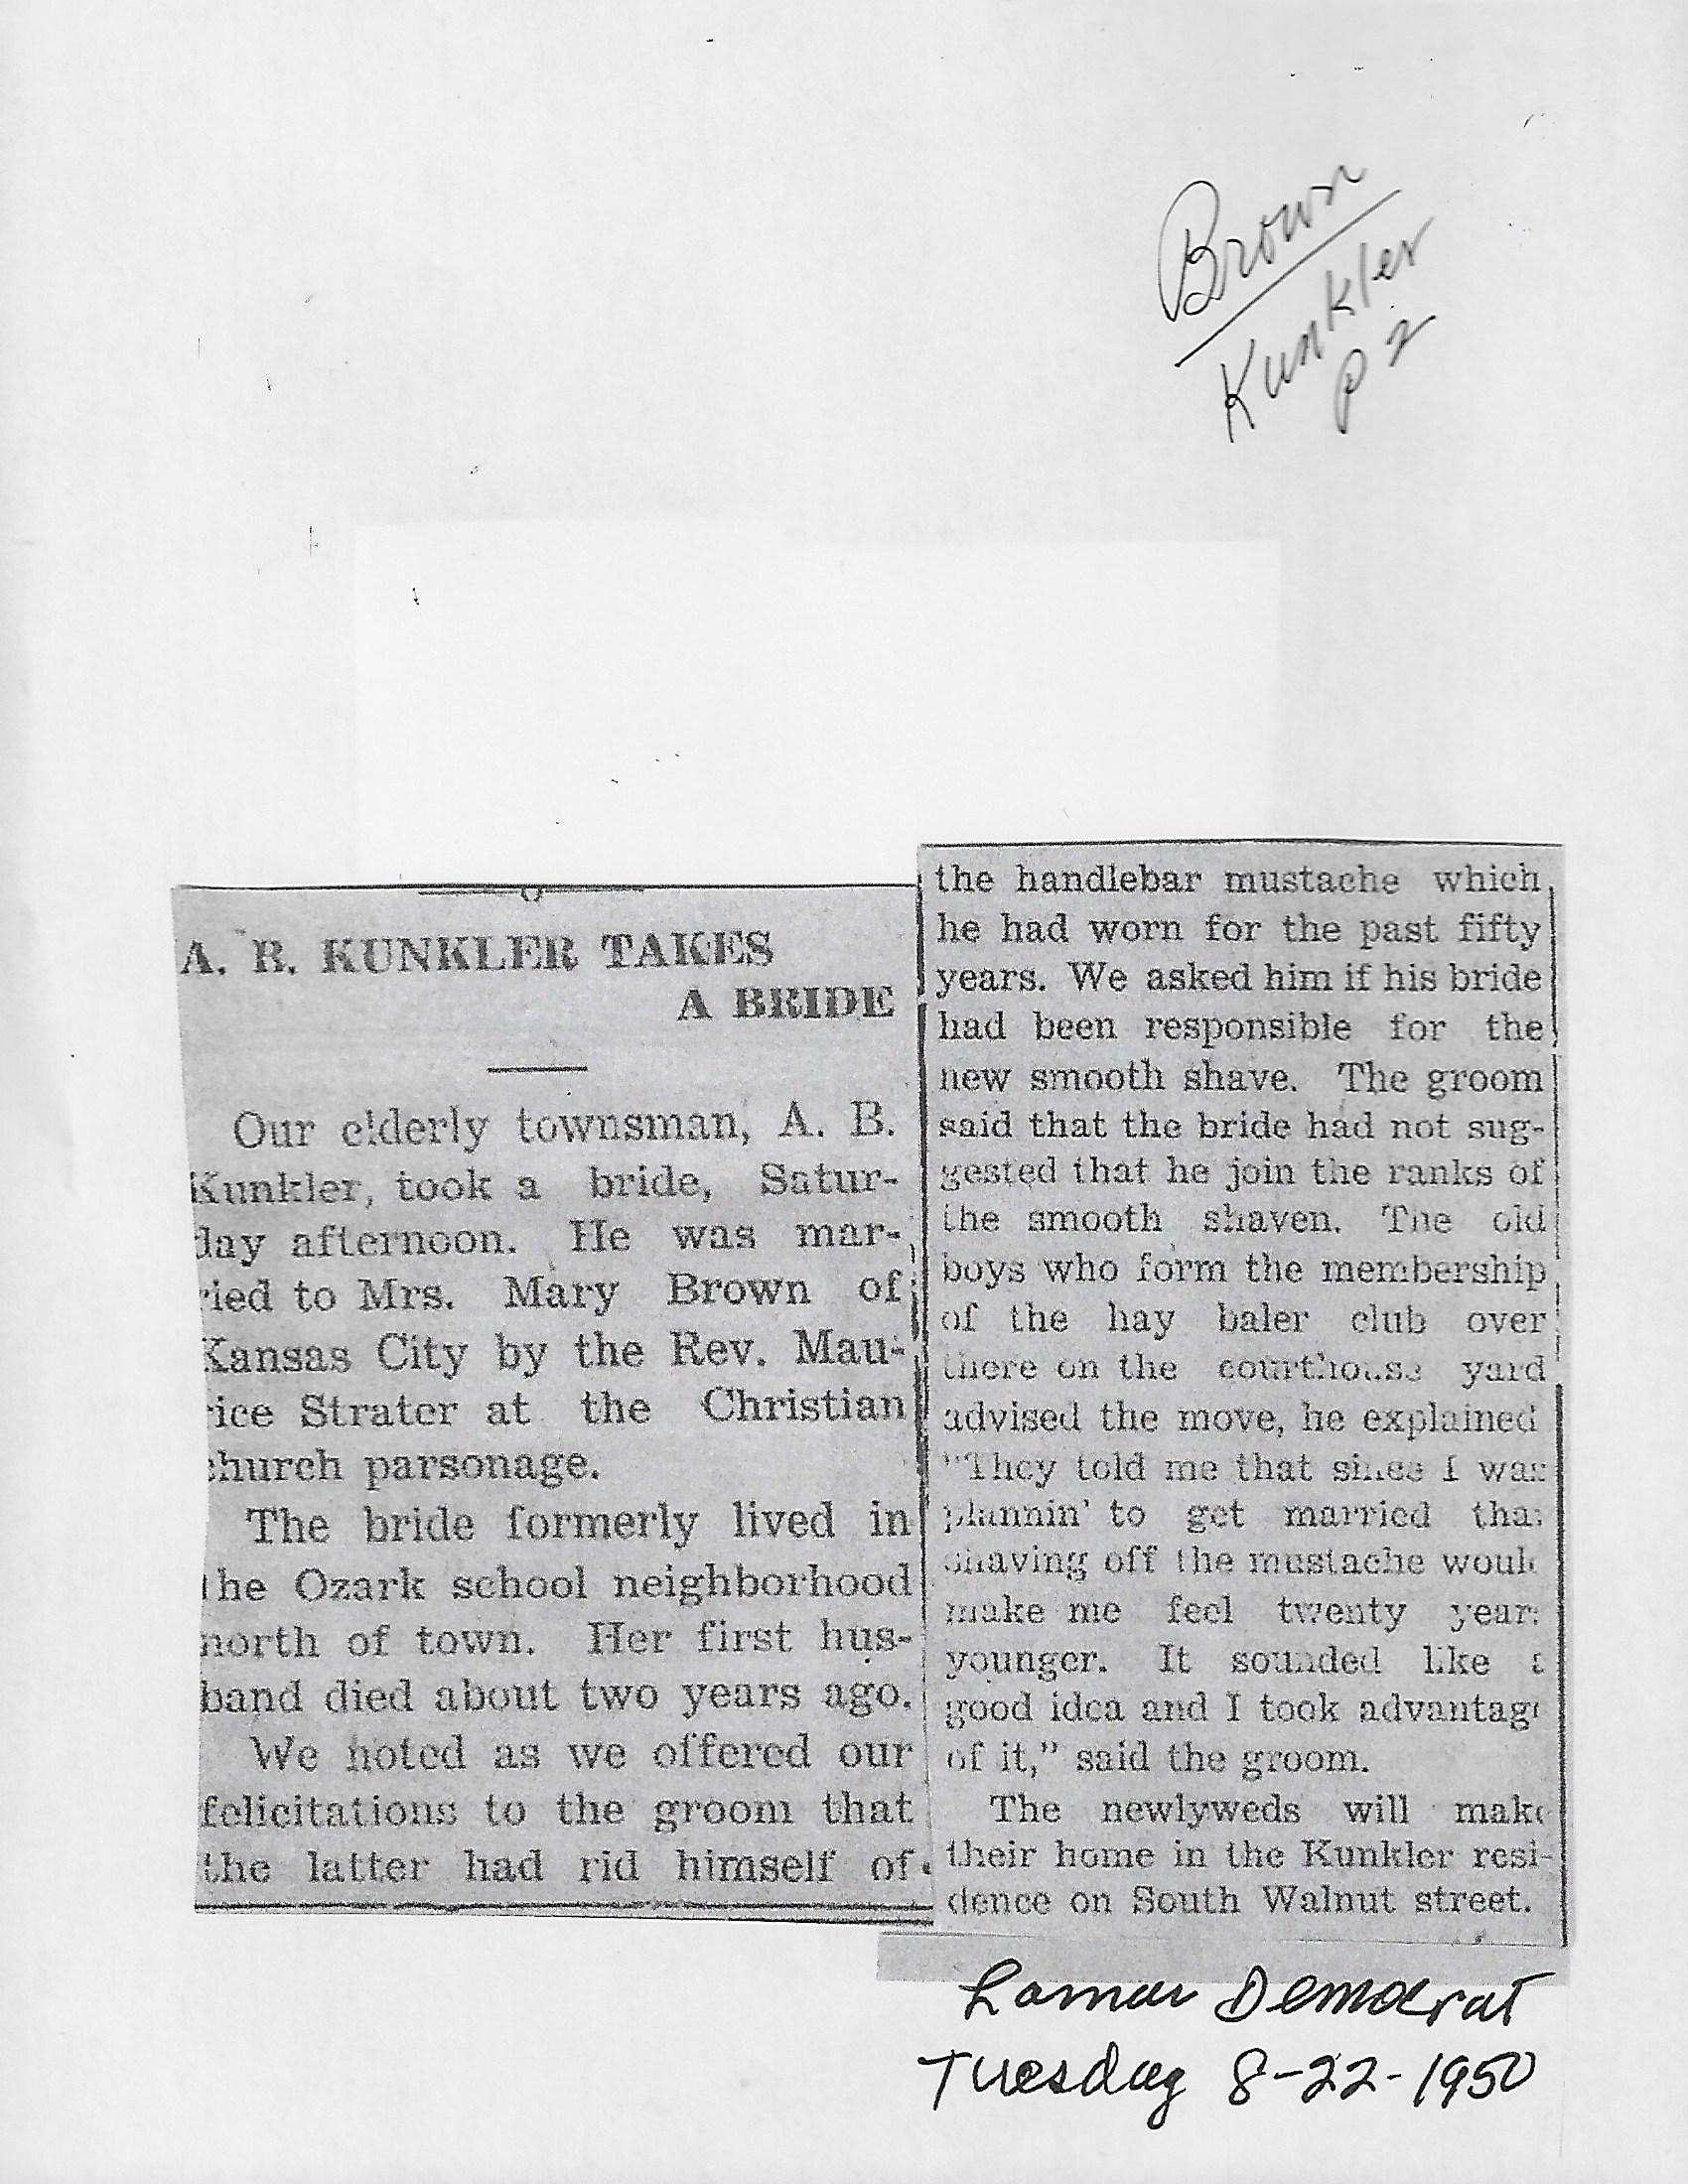 Brown
Kunkler
p 2
A. B. KUNKLER TAKES
A BRIDE
Our elderly townsman, A. B.
Kunkler, took a bride, Satur-
day afternoon. He was mar-
ried to Mrs. Mary Brown of
Kansas City by the Rev. Mau-
rice Strater at the Christian
church parsonage.
The bride formerly lived in
the Ozark school neighborhood
north of town. Her first hus-
band died about two years ago.
We noted as we offered our
felicitations to the groom that
the latter had rid himself of
the handlebar mustache which
he had worn for the past fifty
years. We asked him if his bride
had been responsible for the
new smooth shave. The groom
said that the bride had not sug-
gested that he join the ranks of
the smooth shaven. The old
boys who form the membership
of the hay baler club over
there on the courthouse yard
advised the move, he explained
"They told me that since I was
plannin' to get married that
shaving off the mustache would
make me feel twenty years
younger. It sounded like a
good idea and I took advantage
of it," said the groom.
The newlyweds will make
their home in the Kunkler resi-
dence on South Walnut street.
Lamar Democrat
Tuesday 8-22-1950